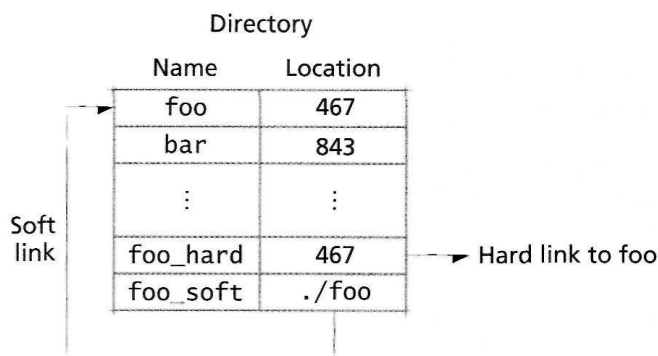 Directory
Name Location
foo 467
bar 843
⋮ ⋮
Soft
link
foo_hard 467 Hard link to foo
foo_soft ./foo